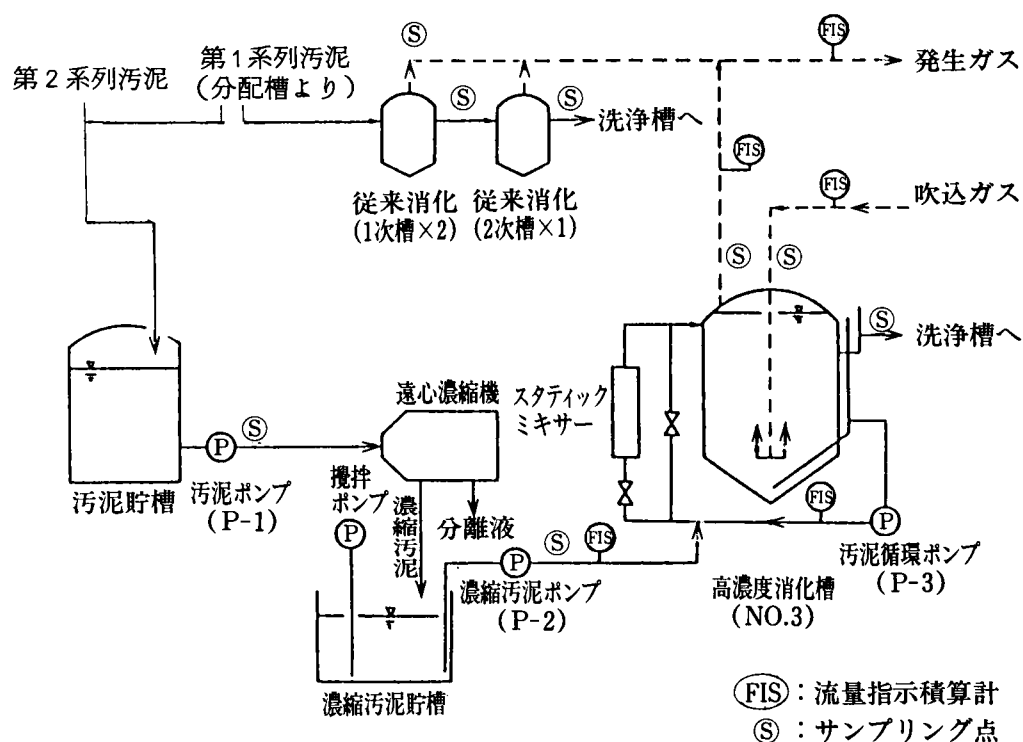 第2系列汚泥
第1系列汚泥
(分配槽より)
Ⓢ
FIS
発生ガス
Ⓢ
Ⓢ
洗浄槽へ
FIS
従来消化
(1次槽×2)
従来消化
(2次槽×1)
FIS
吹込ガス
Ⓢ
Ⓢ
Ⓢ
洗浄槽へ
遠心濃縮機
スタティック
ミキサー
P
Ⓢ
汚泥貯槽
汚泥ポンプ
(P-1)
攪拌
ポンプ
P
濃縮汚泥
分離液
Ⓢ
FIS
P
濃縮汚泥ポンプ
(P-2)
FIS
P
汚泥循環ポンプ
(P-3)
高濃度消化槽
(NO.3)
濃縮汚泥貯槽
FIS:流量指示積算計
Ⓢ:サンプリング点